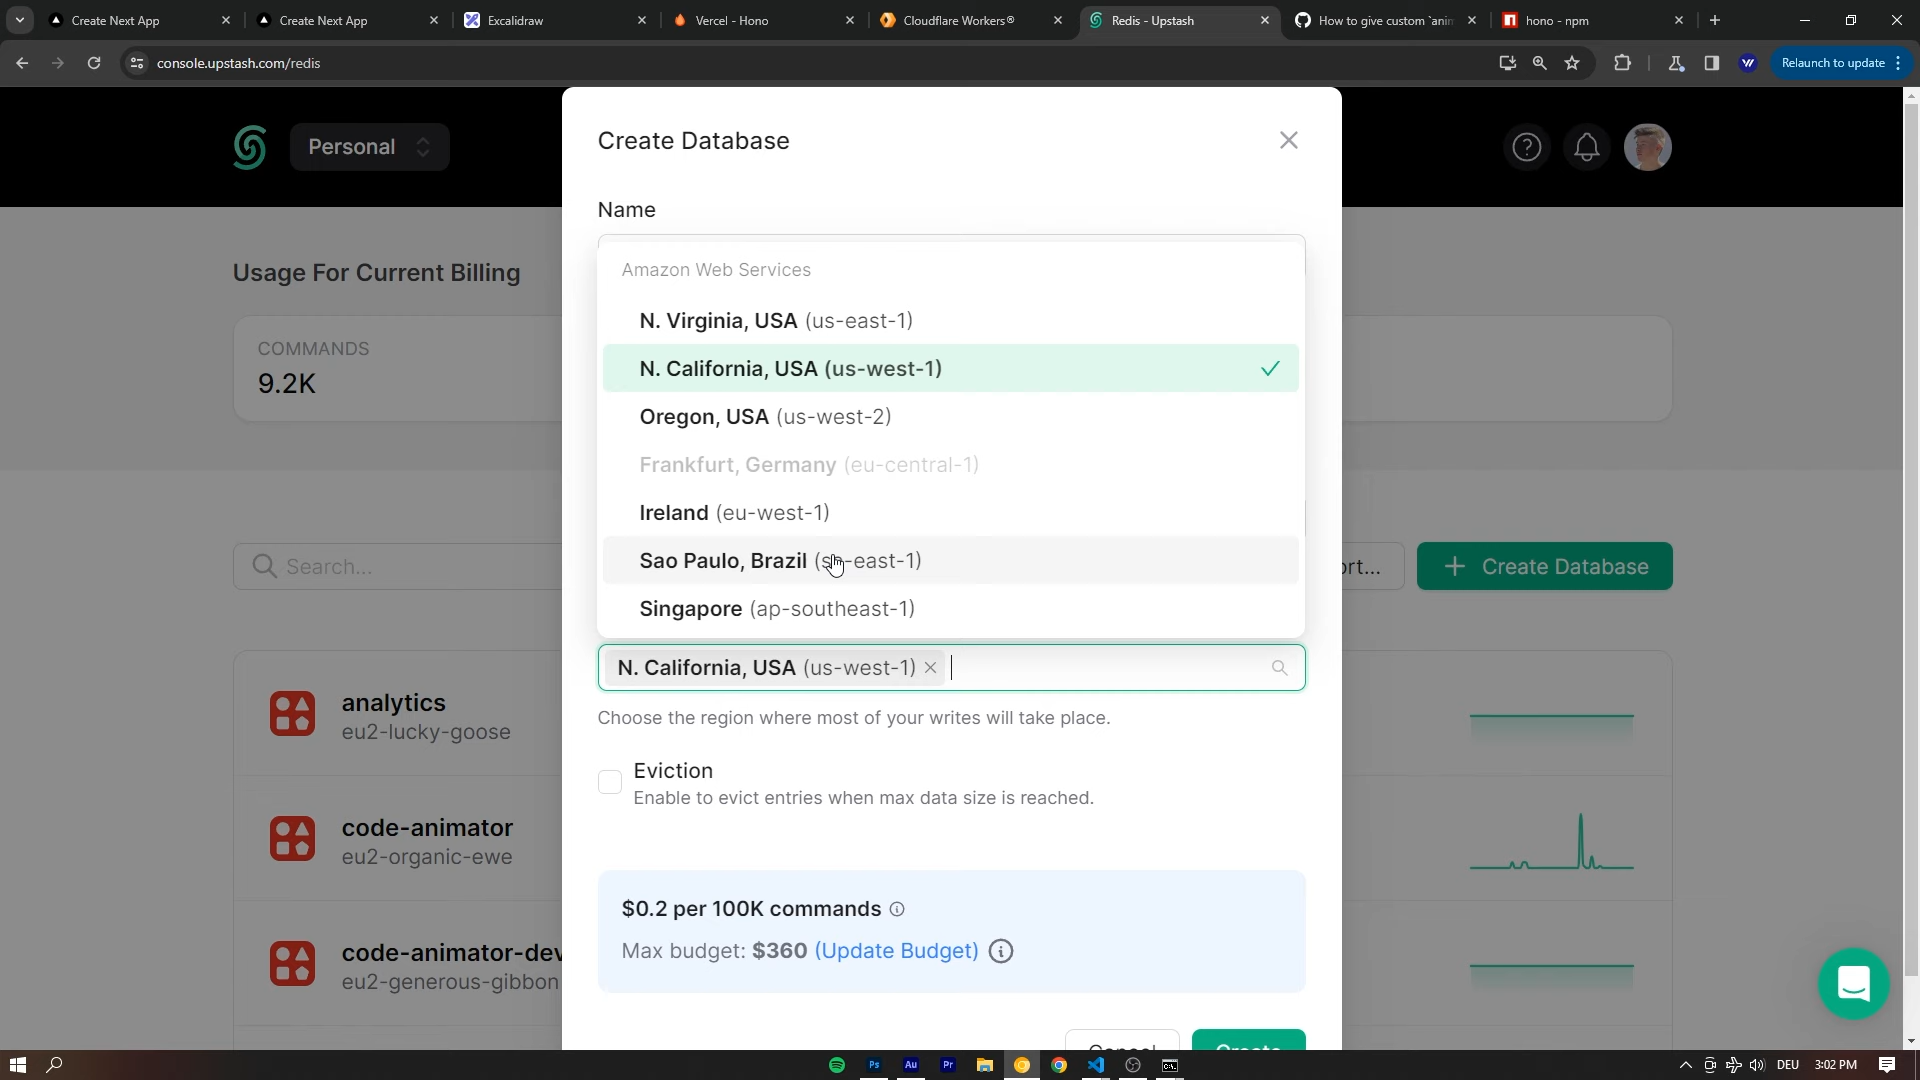 Create Next App
Create Next App
Excalidraw
Vercel - Hono
Cloudflare Workers®
Redis - Upstash
How to give custom `anim
hono - npm
console.upstash.com/redis
Relaunch to update
Personal
Create Database
Name
Usage For Current Billing
COMMANDS
9.2K
Amazon Web Services
N. Virginia, USA (us-east-1)
N. California, USA (us-west-1)
Oregon, USA (us-west-2)
Frankfurt, Germany (eu-central-1)
Ireland (eu-west-1)
Sao Paulo, Brazil (sa-east-1)
Singapore (ap-southeast-1)
Search...
ort...
+ Create Database
N. California, USA (us-west-1)
Choose the region where most of your writes will take place.
analytics
eu2-lucky-goose
Eviction
Enable to evict entries when max data size is reached.
code-animator
eu2-organic-ewe
$0.2 per 100K commands
Max budget: $360 (Update Budget)
code-animator-dev
eu2-generous-gibbon
Cancel
Create
Ps
Au
Pr
DEU
3:02 PM